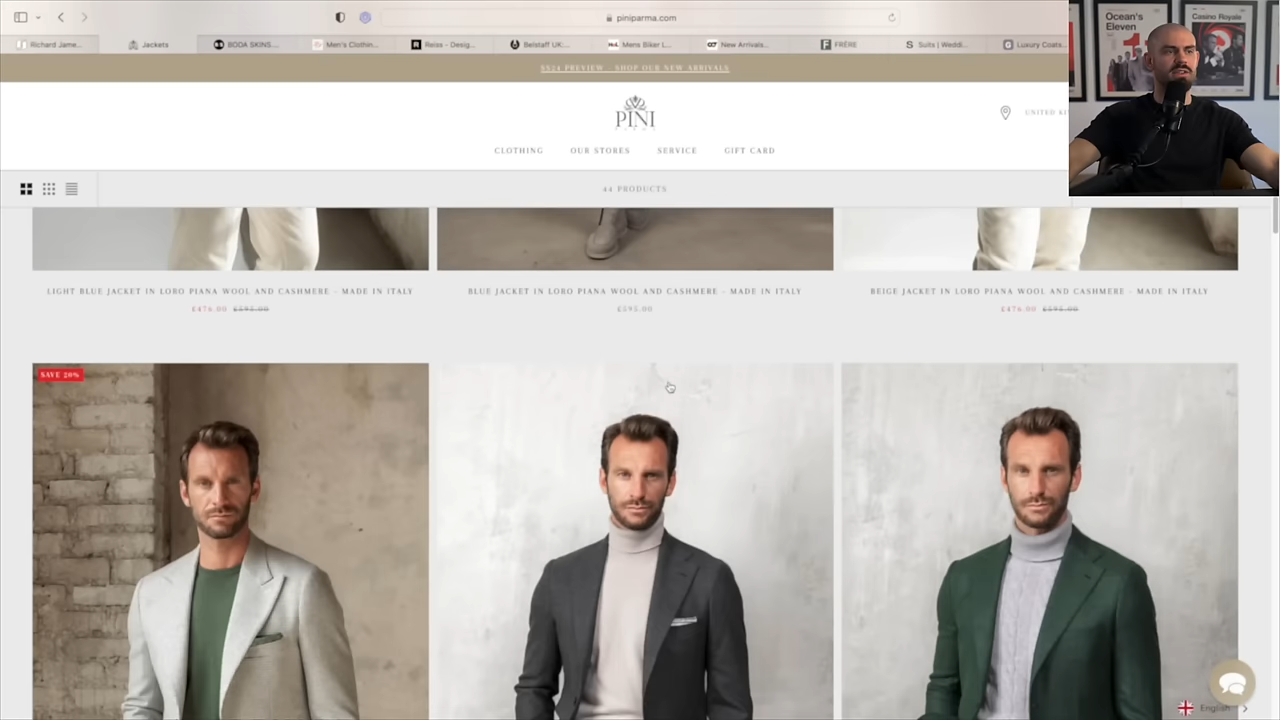 piniparma.com
Richard Jame...
Jackets
BODA SKINS...
Men's Clothin...
Reiss - Desig...
Belstaff UK:...
Mens Biker L...
New Arrivals...
FRÈRE
Suits | Weddi...
Luxury Coats...
SS24 PREVIEW - SHOP OUR NEW ARRIVALS
Ocean's
Eleven
Casino Royale
PINI
PARMA
UNITED KI
CLOTHING
OUR STORES
SERVICE
GIFT CARD
44 PRODUCTS
LIGHT BLUE JACKET IN LORO PIANA WOOL AND CASHMERE - MADE IN ITALY
£476.00 £595.00
BLUE JACKET IN LORO PIANA WOOL AND CASHMERE - MADE IN ITALY
£595.00
BEIGE JACKET IN LORO PIANA WOOL AND CASHMERE - MADE IN ITALY
£476.00 £595.00
SAVE 20%
English